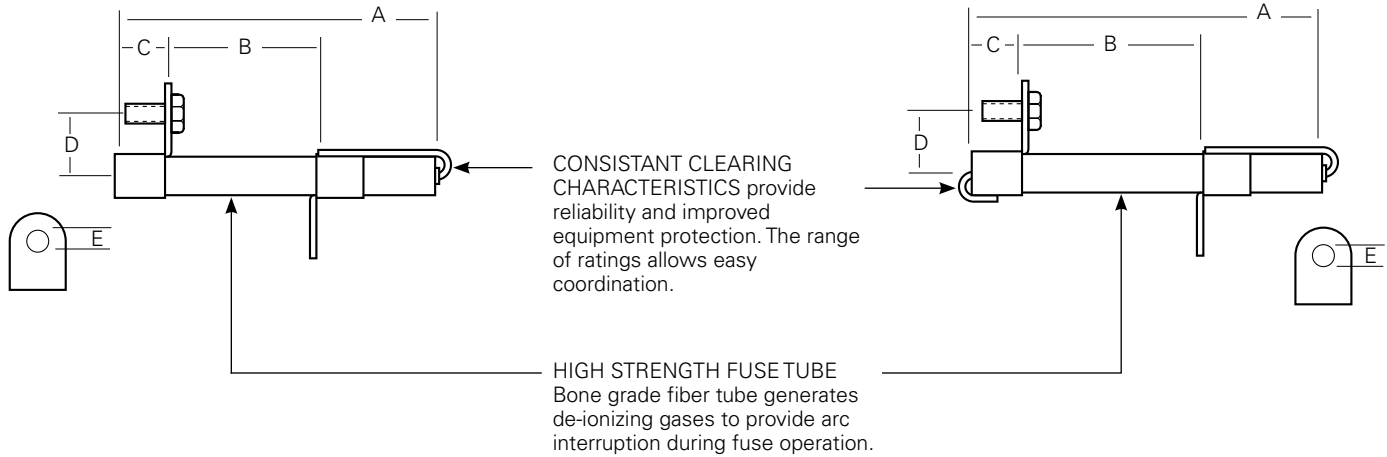 A
C
B
D
E
CONSISTANT CLEARING
CHARACTERISTICS provide
reliability and improved
equipment protection. The range
of ratings allows easy
coordination.
HIGH STRENGTH FUSE TUBE
Bone grade fiber tube generates
de-ionizing gases to provide arc
interruption during fuse operation.
A
C
B
D
E